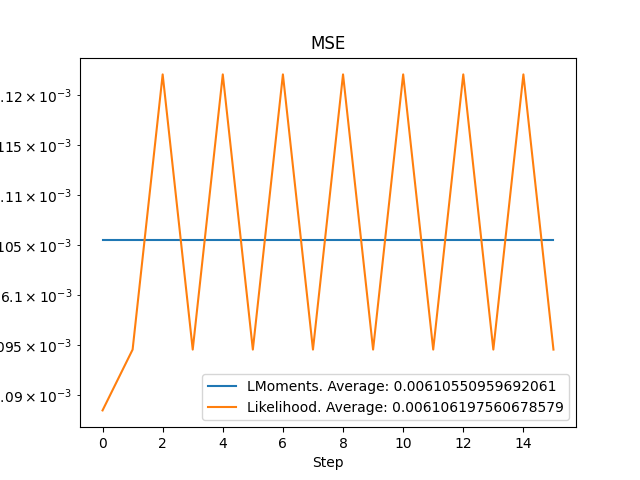 MSE
.12 × 10⁻³
115 × 10⁻³
.11 × 10⁻³
105 × 10⁻³
6.1 × 10⁻³
095 × 10⁻³
.09 × 10⁻³
LMoments. Average: 0.00610550959692061
Likelihood. Average: 0.006106197560678579
0 2 4 6 8 10 12 14
Step